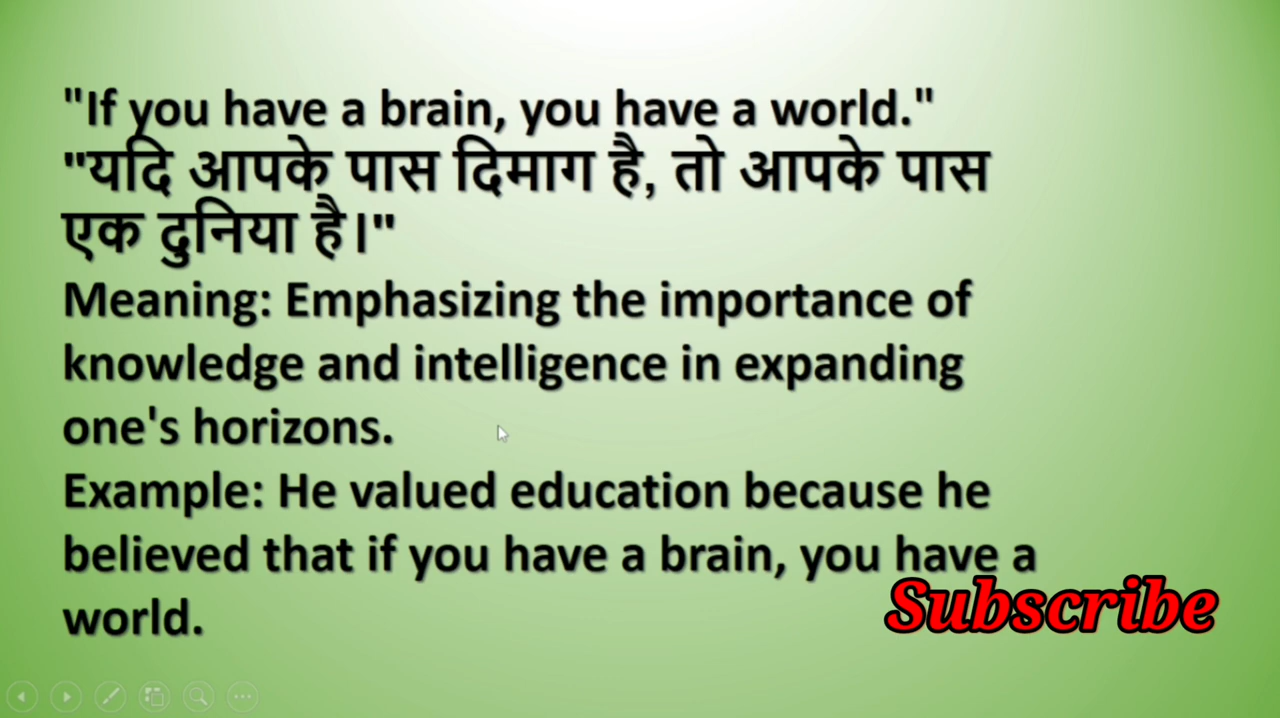 "If you have a brain, you have a world."
"यदि आपके पास दिमाग है, तो आपके पास
एक दुनिया है।"
Meaning: Emphasizing the importance of
knowledge and intelligence in expanding
one's horizons.
Example: He valued education because he
believed that if you have a brain, you have a
world.
Subscribe